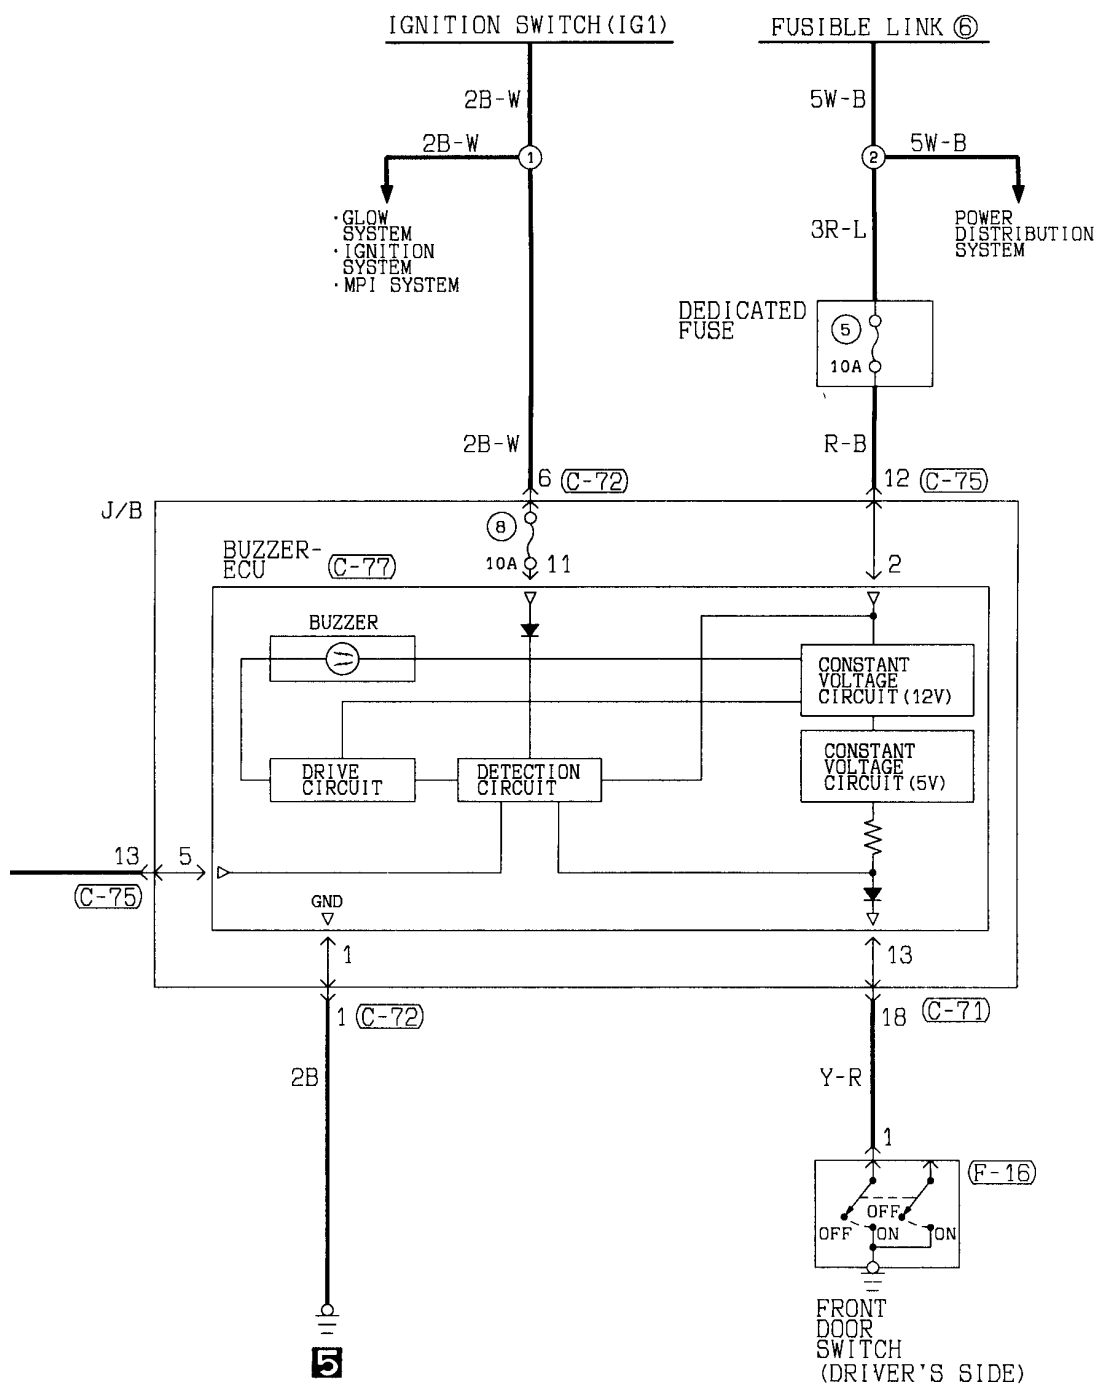 IGNITION SWITCH(IG1)
FUSIBLE LINK ⑥
2B-W
5W-B
2B-W
1
2
5W-B
·GLOW
SYSTEM
·IGNITION
SYSTEM
·MPI SYSTEM
3R-L
POWER
DISTRIBUTION
SYSTEM
DEDICATED
FUSE
5
10A
2B-W
R-B
6
C-72
12
C-75
J/B
8
10A
11
2
BUZZER-
ECU
C-77
BUZZER
CONSTANT
VOLTAGE
CIRCUIT(12V)
DRIVE
CIRCUIT
DETECTION
CIRCUIT
CONSTANT
VOLTAGE
CIRCUIT(5V)
13
5
C-75
GND
1
13
1
C-72
18
C-71
2B
Y-R
1
F-16
OFF
OFF
ON
ON
5
FRONT
DOOR
SWITCH
(DRIVER'S SIDE)